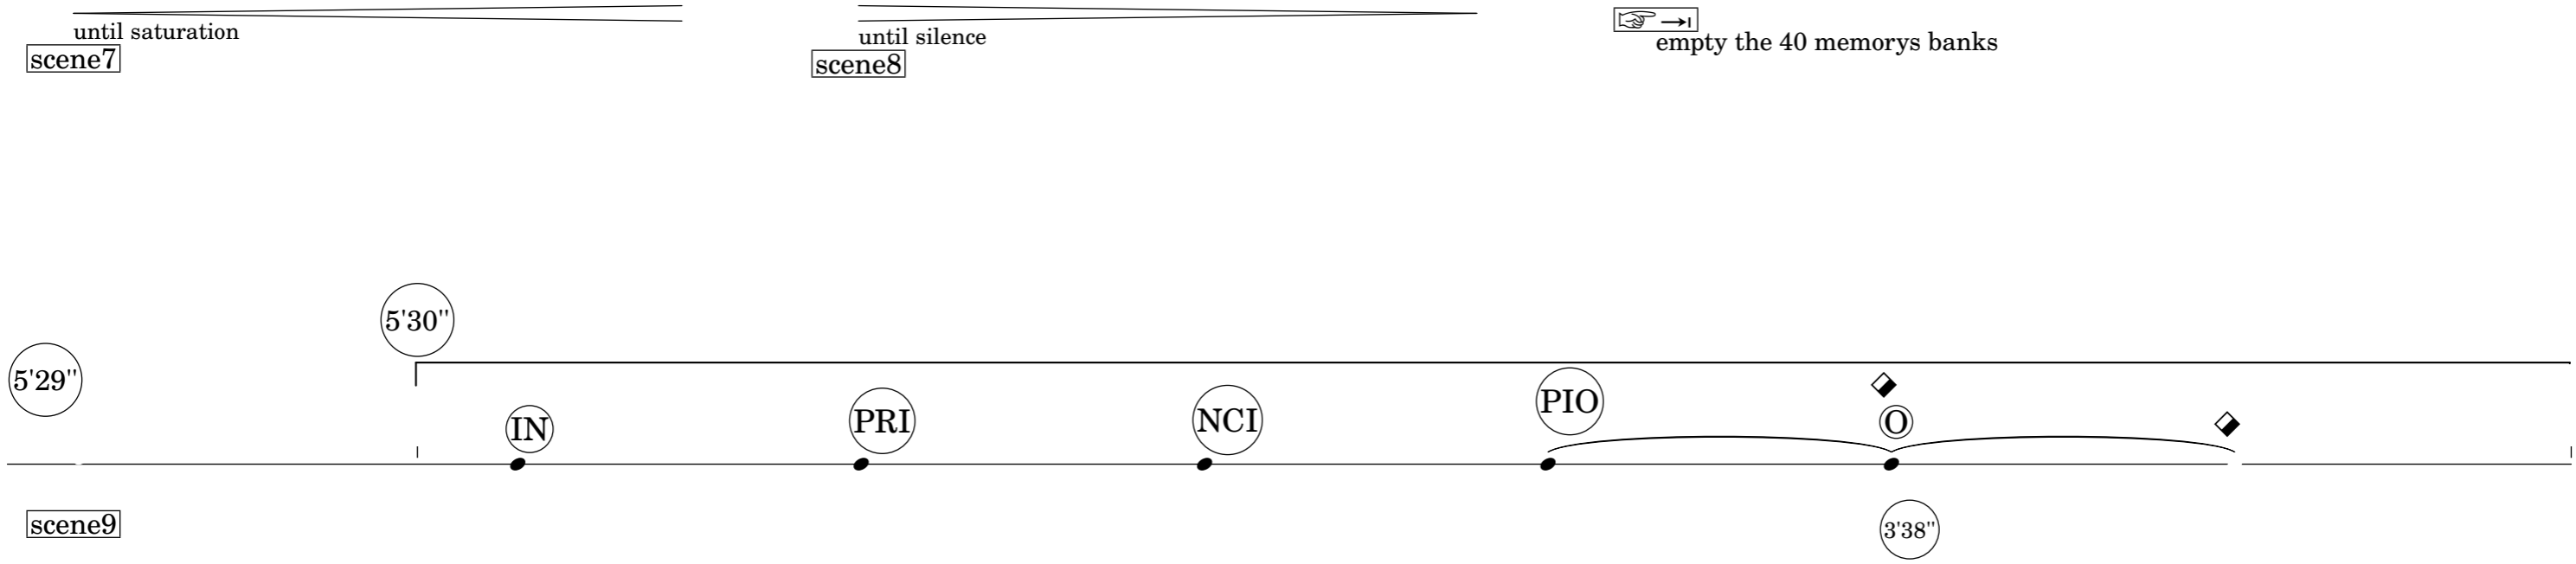 until saturation
scene7
until silence
scene8
empty the 40 memorys banks
5'30"
5'29"
IN
PRI
NCI
PIO
O
scene9
3'38"